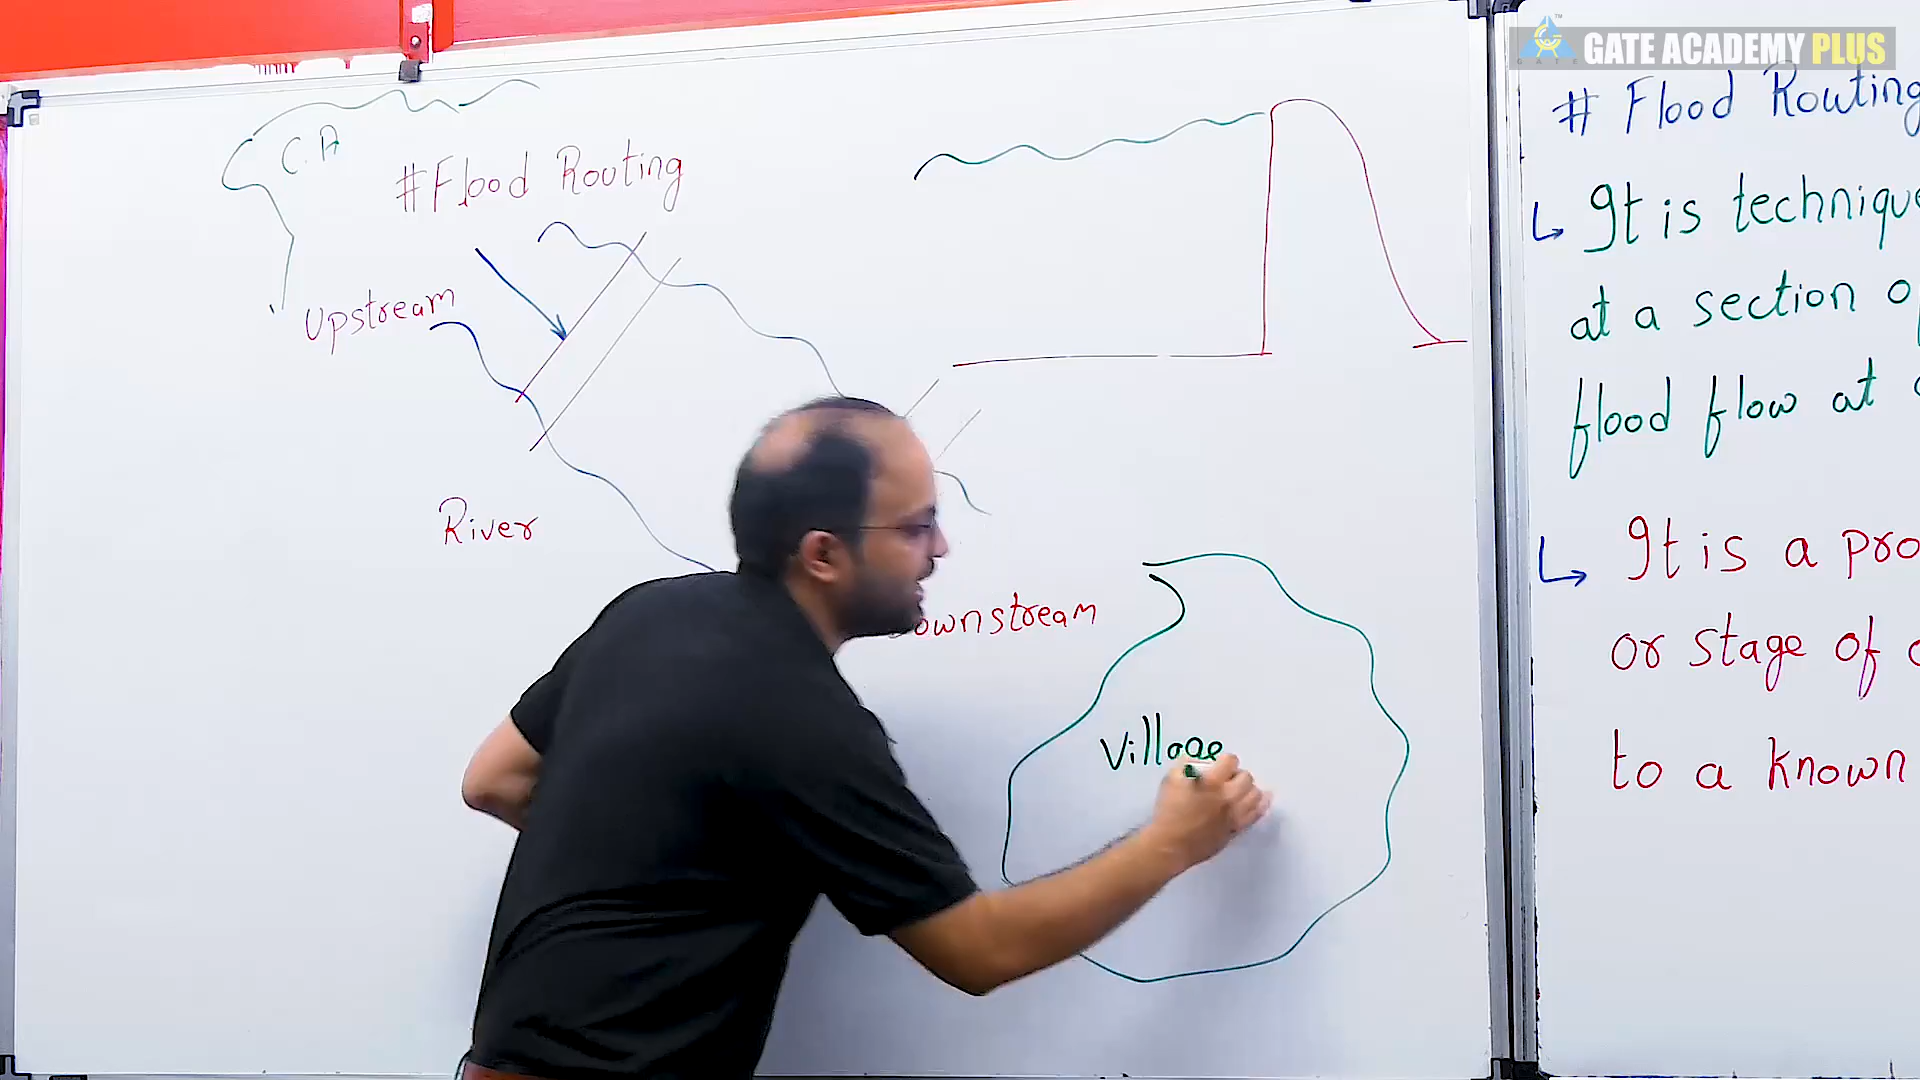 GATE ACADEMY PLUS
C.A
#Flood Routing
Upstream
River
ownstream
Village
# Flood Routing
↳ It is technique
at a section o
flood flow at
↳ It is a pro
or stage of
to a known